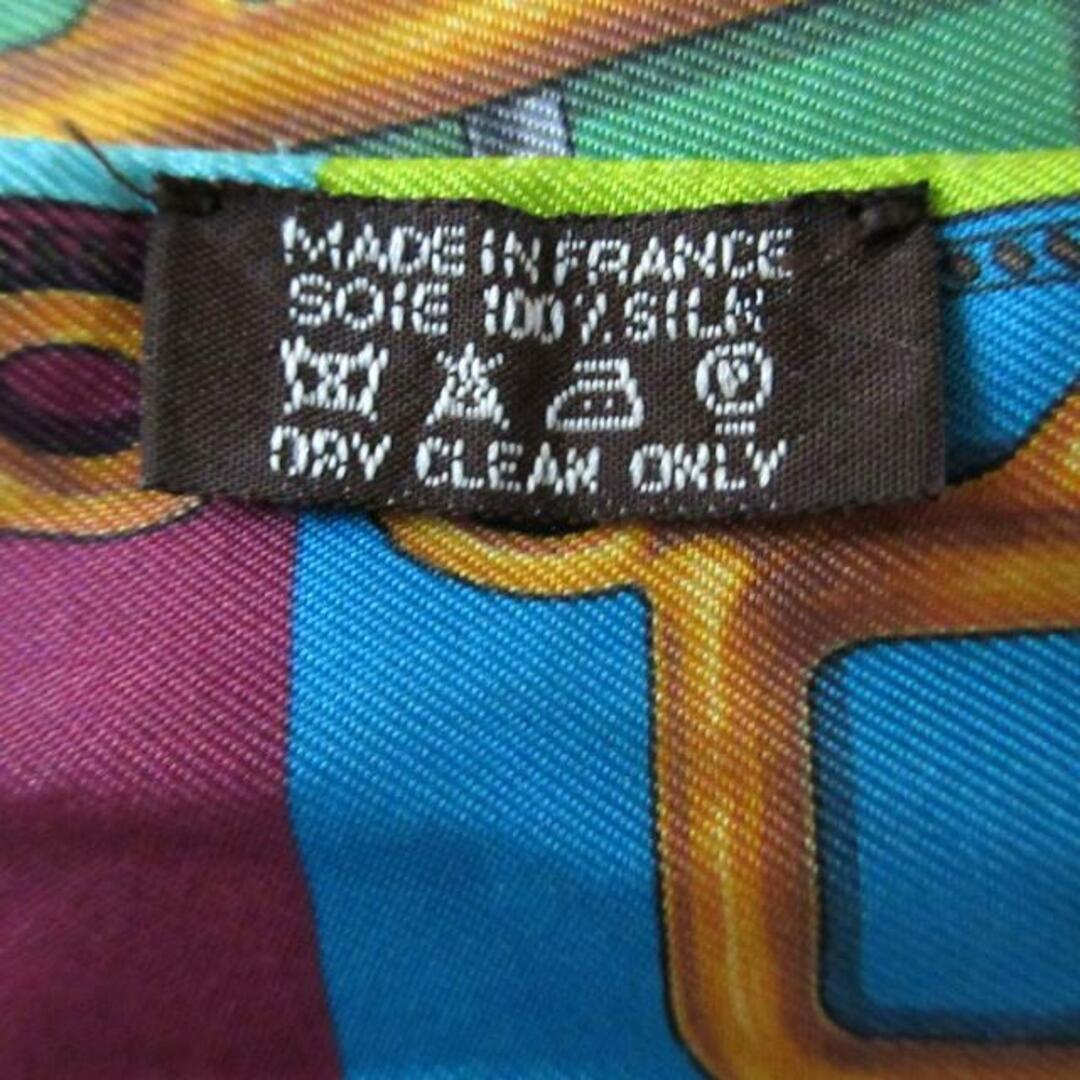 MADE IN FRANCE
SOIE 100% SILK
P
DRY CLEAN ONLY